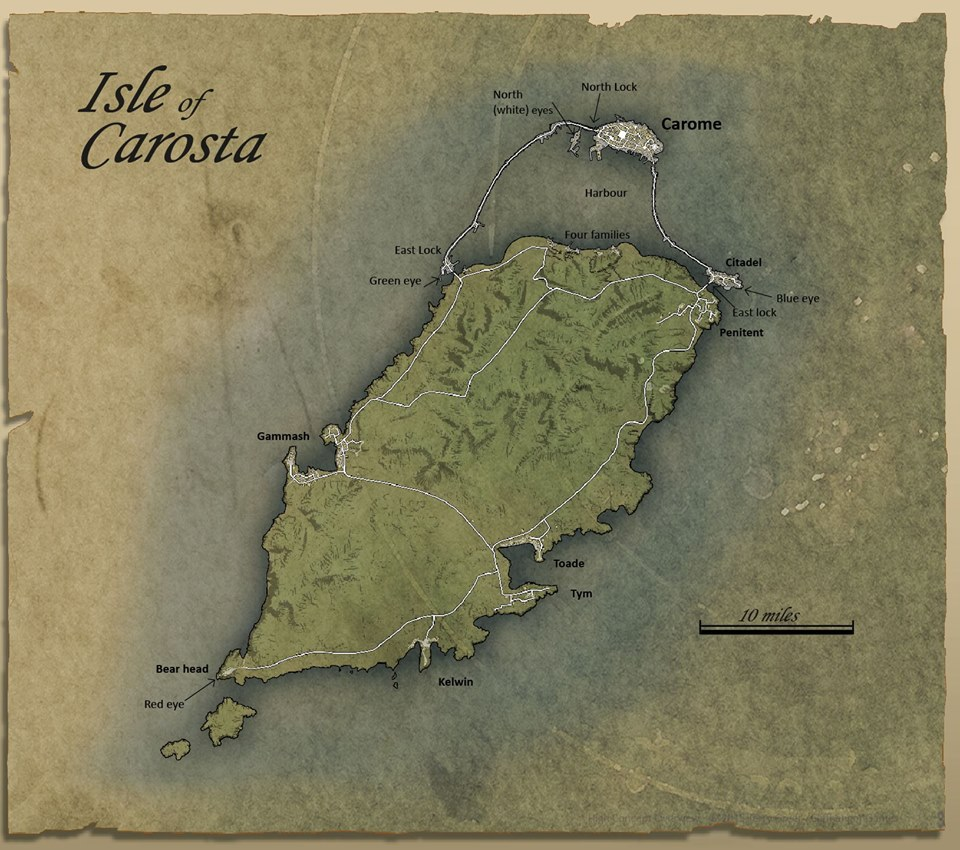 Isle of
Carosta
North Lock
North
(white) eyes
Carome
Harbour
Four families
East Lock
Green eye
Citadel
Blue eye
East lock
Penitent
Gammash
Toade
Tym
10 miles
Bear head
Red eye
Kelwin